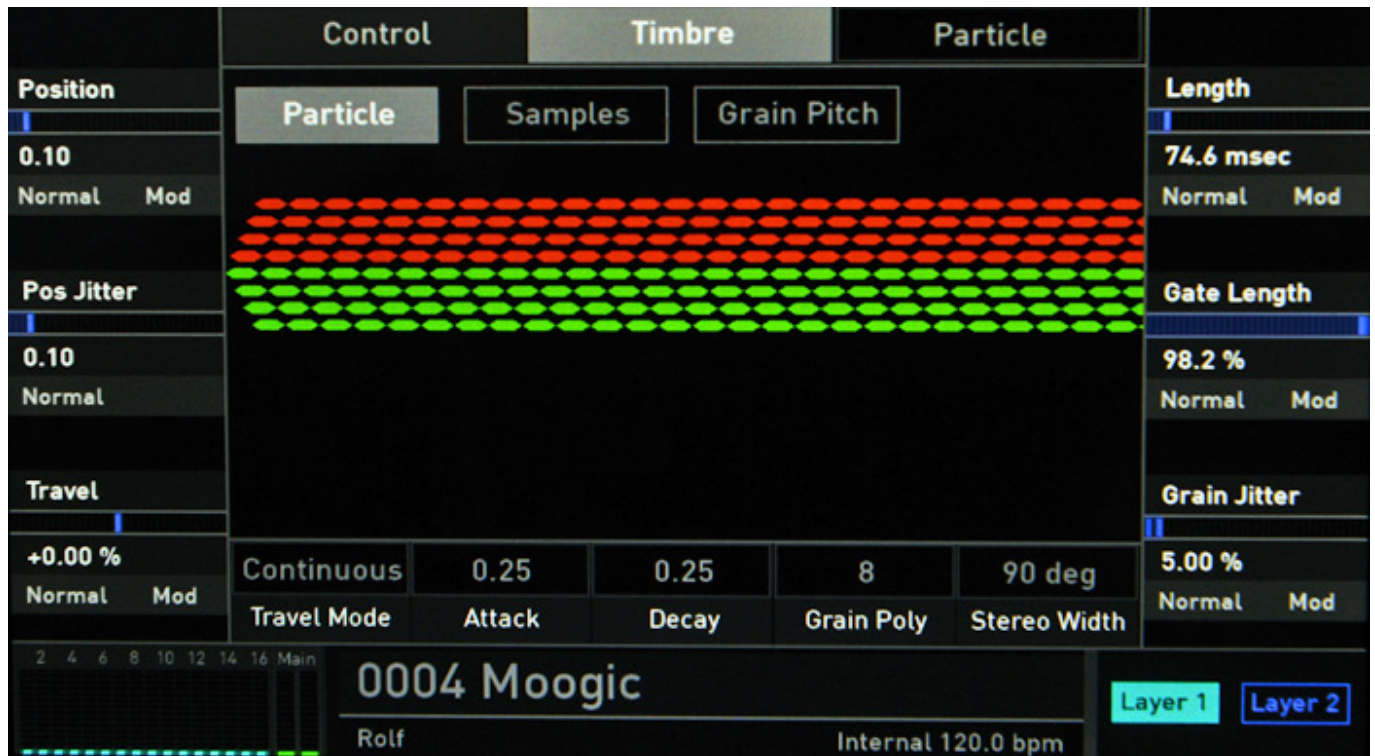 Control Timbre Particle
Position
0.10
Normal Mod
Pos Jitter
0.10
Normal
Travel
+0.00 %
Normal Mod
Particle Samples Grain Pitch
Continuous 0.25 0.25 8 90 deg
Travel Mode Attack Decay Grain Poly Stereo Width
Length
74.6 msec
Normal Mod
Gate Length
98.2 %
Normal Mod
Grain Jitter
5.00 %
Normal Mod
2 4 6 8 10 12 14 16 Main
0004 Moogic
Rolf Internal 120.0 bpm
Layer 1 Layer 2